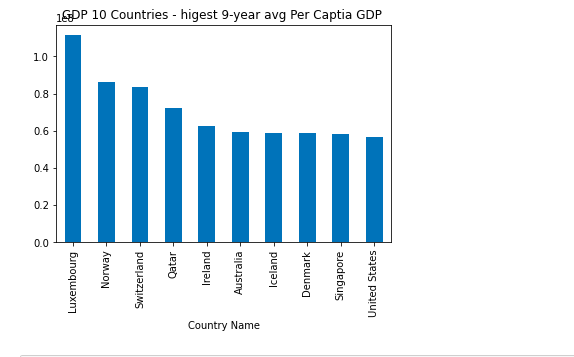 GDP 10 Countries - higest 9-year avg Per Captia GDP
1.0
0.8
0.6
0.4
0.2
0.0
Luxembourg
Norway
Switzerland
Qatar
Ireland
Australia
Iceland
Denmark
Singapore
United States
Country Name